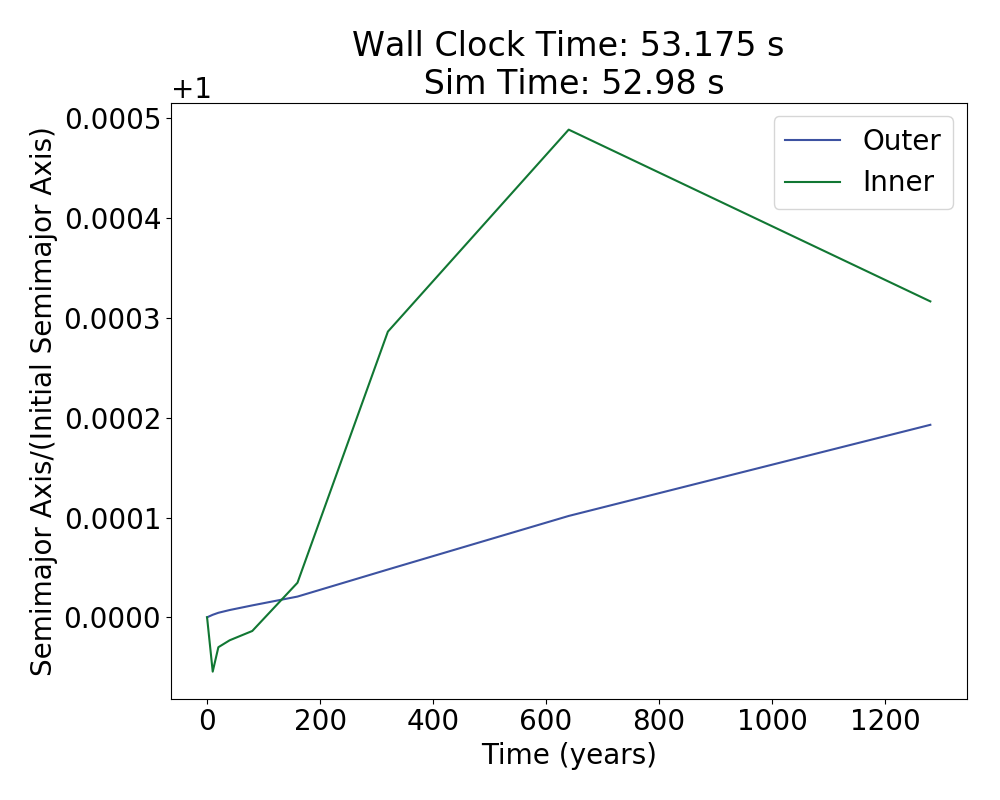 Wall Clock Time: 53.175 s
Sim Time: 52.98 s
+1
0.0005
0.0004
0.0003
0.0002
0.0001
0.0000
Semimajor Axis/(Initial Semimajor Axis)
Outer
Inner
0 200 400 600 800 1000 1200
Time (years)